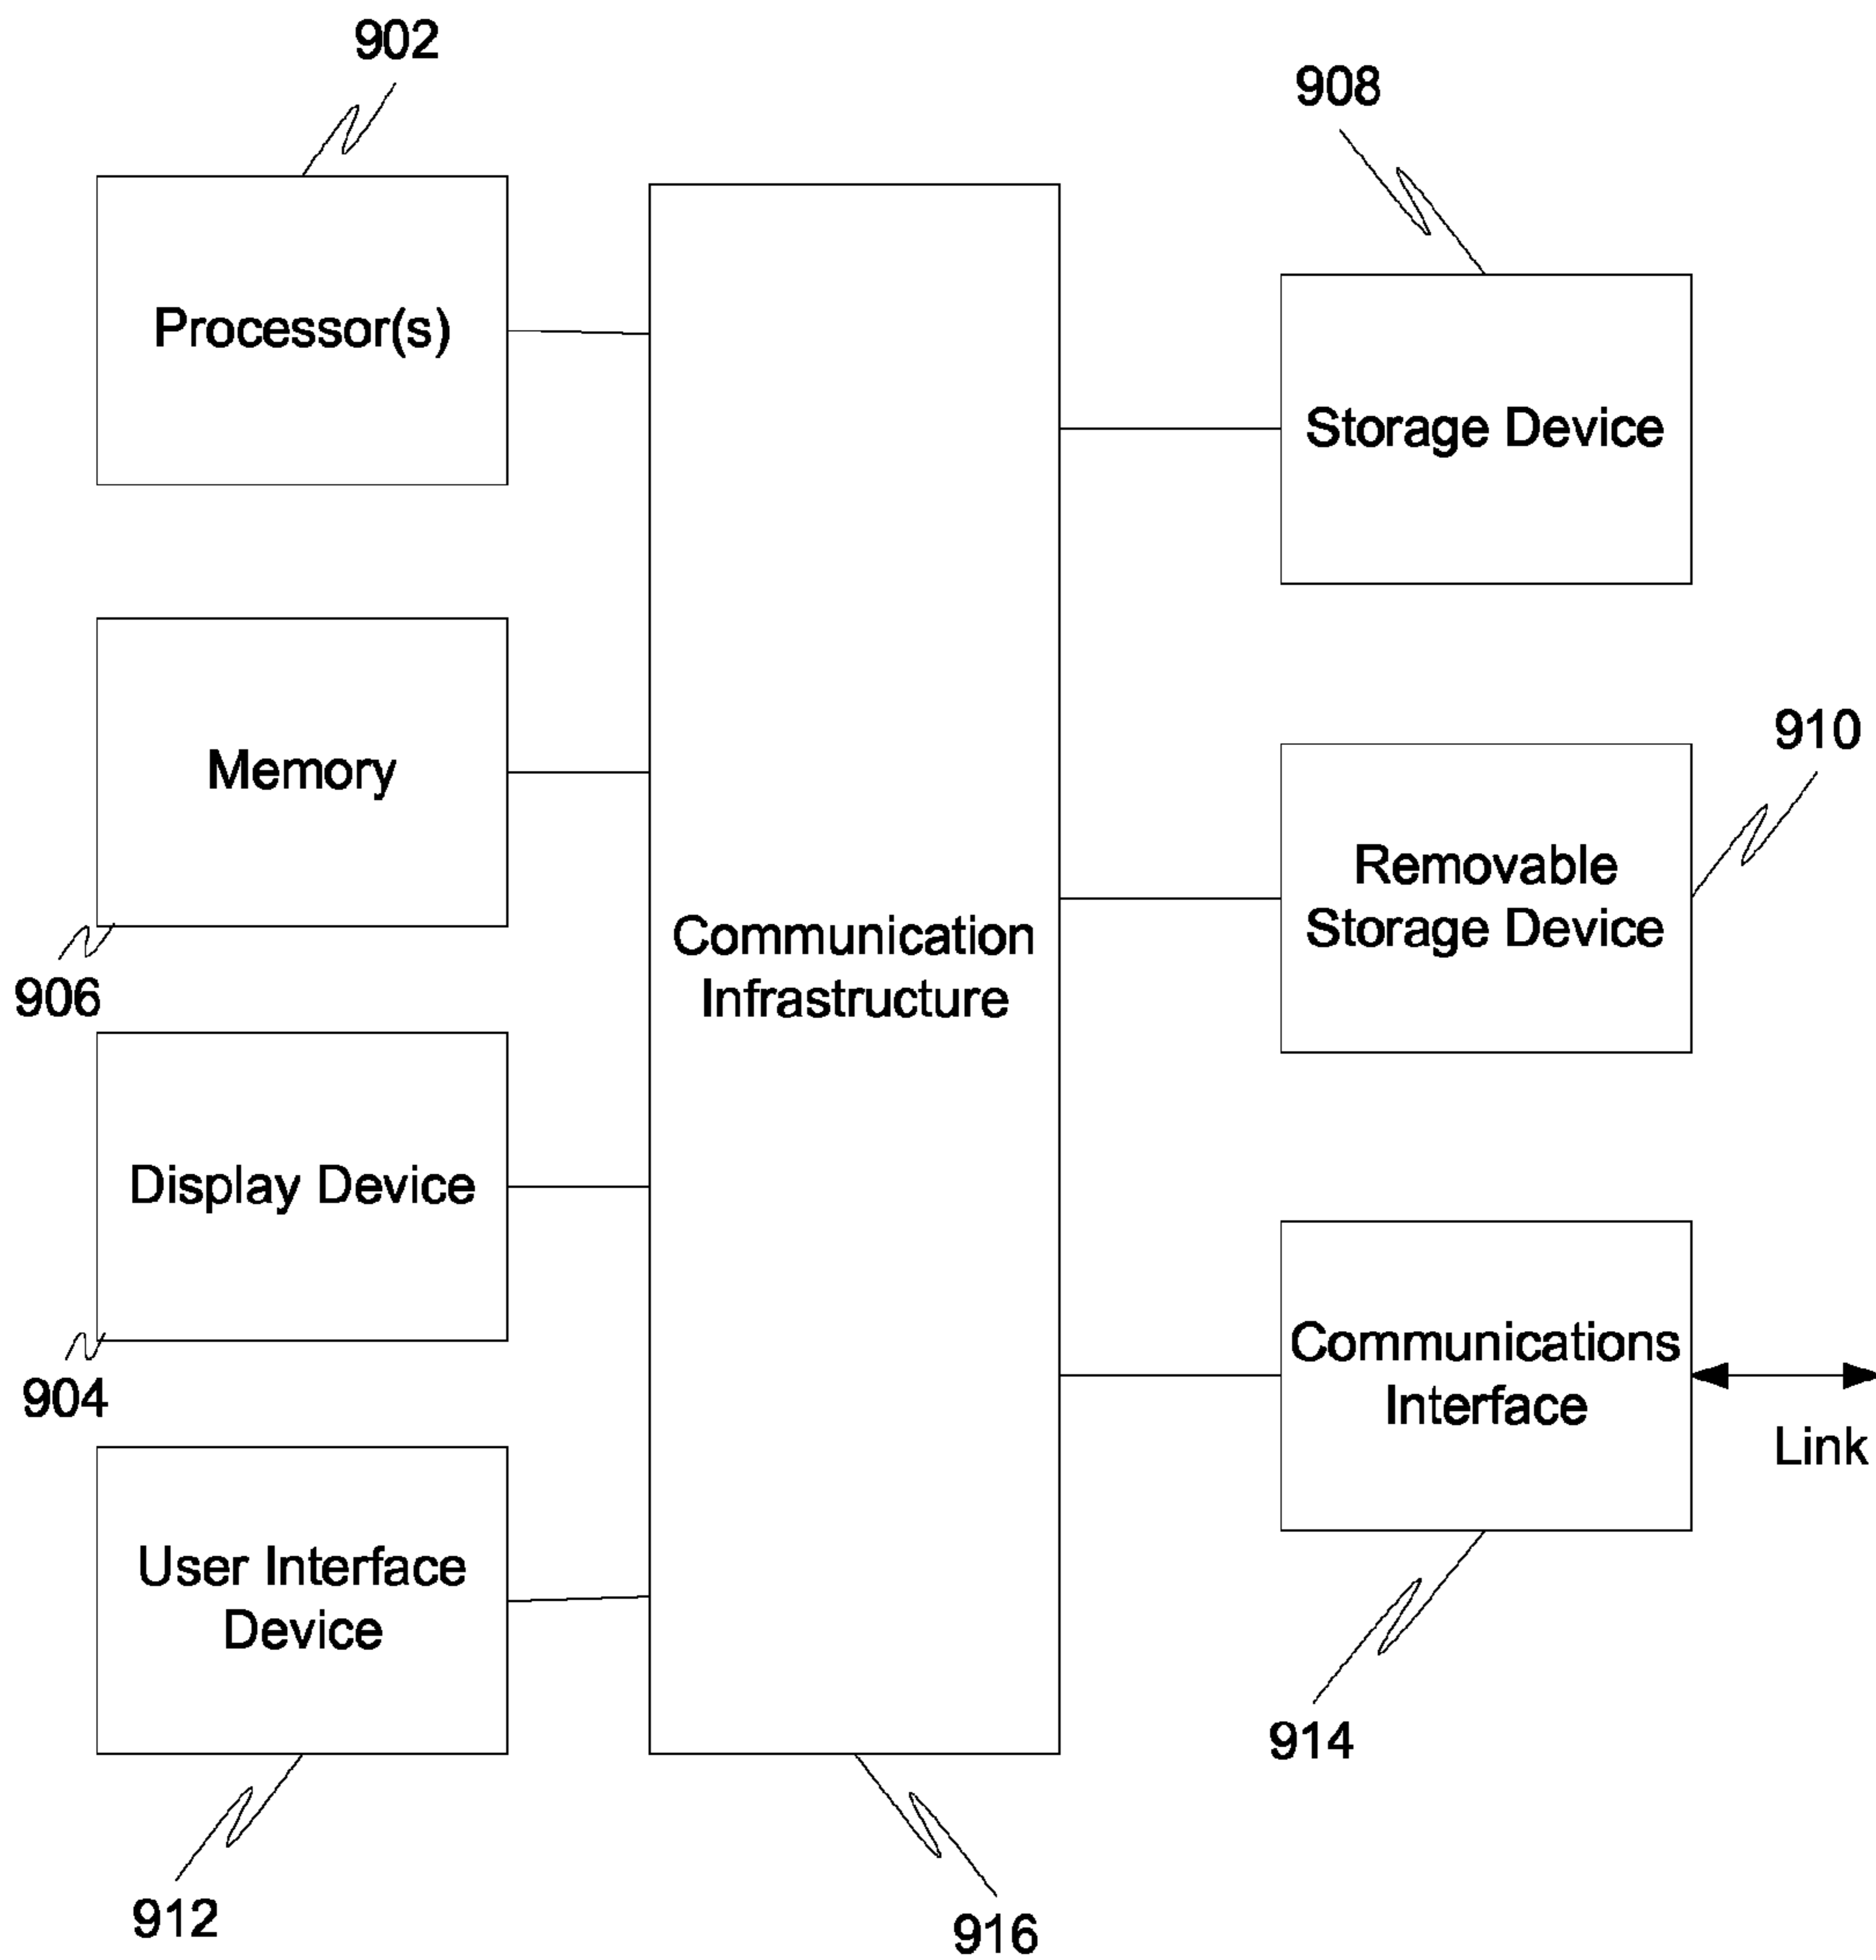 902
908
Processor(s)
Storage Device
910
Memory
Removable
Storage Device
Communication
Infrastructure
906
Display Device
Communications
Interface
Link
904
User Interface
Device
914
912
916